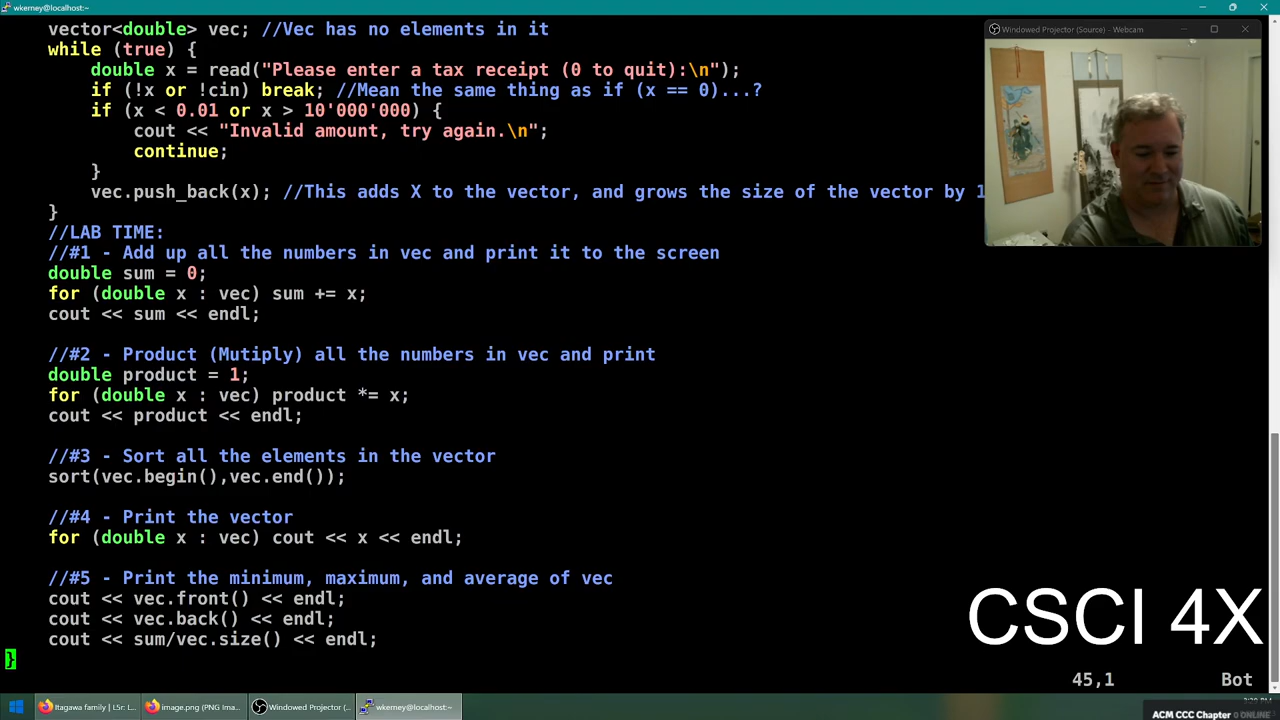 wkerney@localhost:~
vector<double> vec; //Vec has no elements in it
while (true) {
double x = read("Please enter a tax receipt (0 to quit):\n");
if (!x or !cin) break; //Mean the same thing as if (x == 0)...?
if (x < 0.01 or x > 10'000'000) {
cout << "Invalid amount, try again.\n";
continue;
}
vec.push_back(x); //This adds X to the vector, and grows the size of the vector by 1
}
//LAB TIME:
//#1 - Add up all the numbers in vec and print it to the screen
double sum = 0;
for (double x : vec) sum += x;
cout << sum << endl;
//#2 - Product (Mutiply) all the numbers in vec and print
double product = 1;
for (double x : vec) product *= x;
cout << product << endl;
//#3 - Sort all the elements in the vector
sort(vec.begin(),vec.end());
//#4 - Print the vector
for (double x : vec) cout << x << endl;
//#5 - Print the minimum, maximum, and average of vec
cout << vec.front() << endl;
cout << vec.back() << endl;
cout << sum/vec.size() << endl;
}
45,1 Bot
Windowed Projector (Source) - Webcam
CSCI 4X
Itagawa family | L5r: L...
image.png (PNG Ima...
Windowed Projector (...
wkerney@localhost:~
ACM CCC Chapter 0 ONLINE